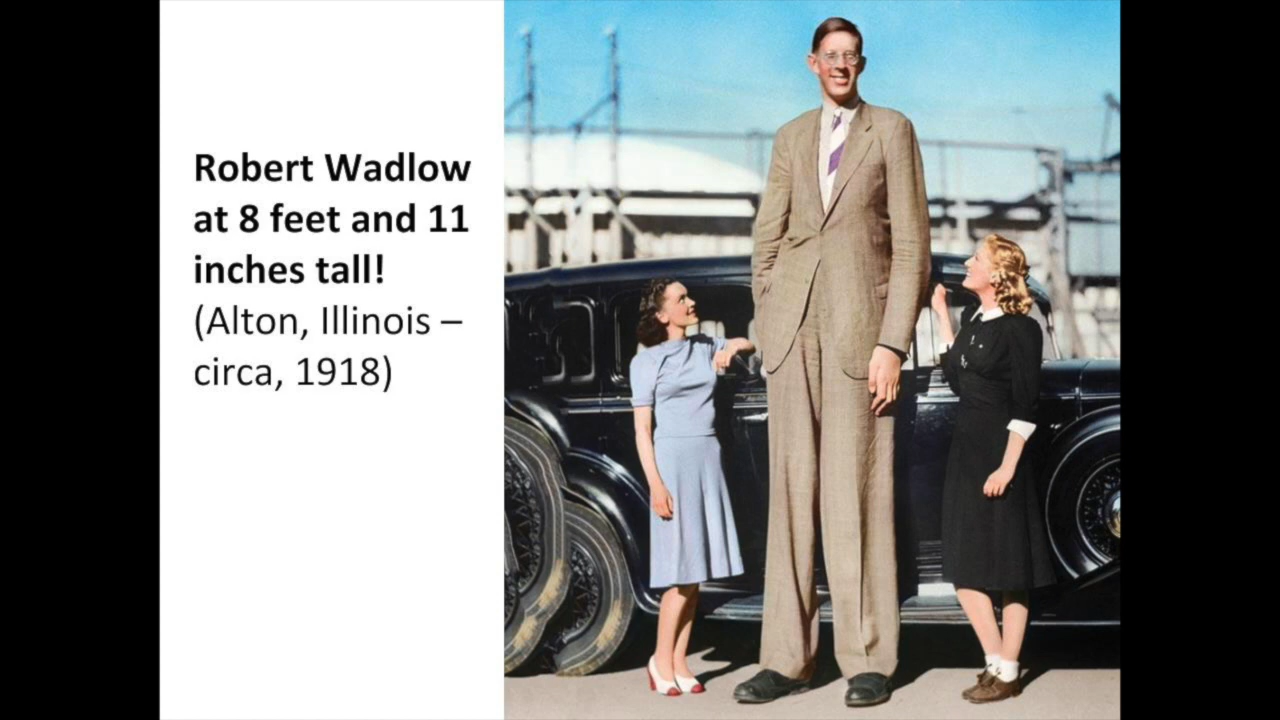 Robert Wadlow
at 8 feet and 11
inches tall!
(Alton, Illinois –
circa, 1918)